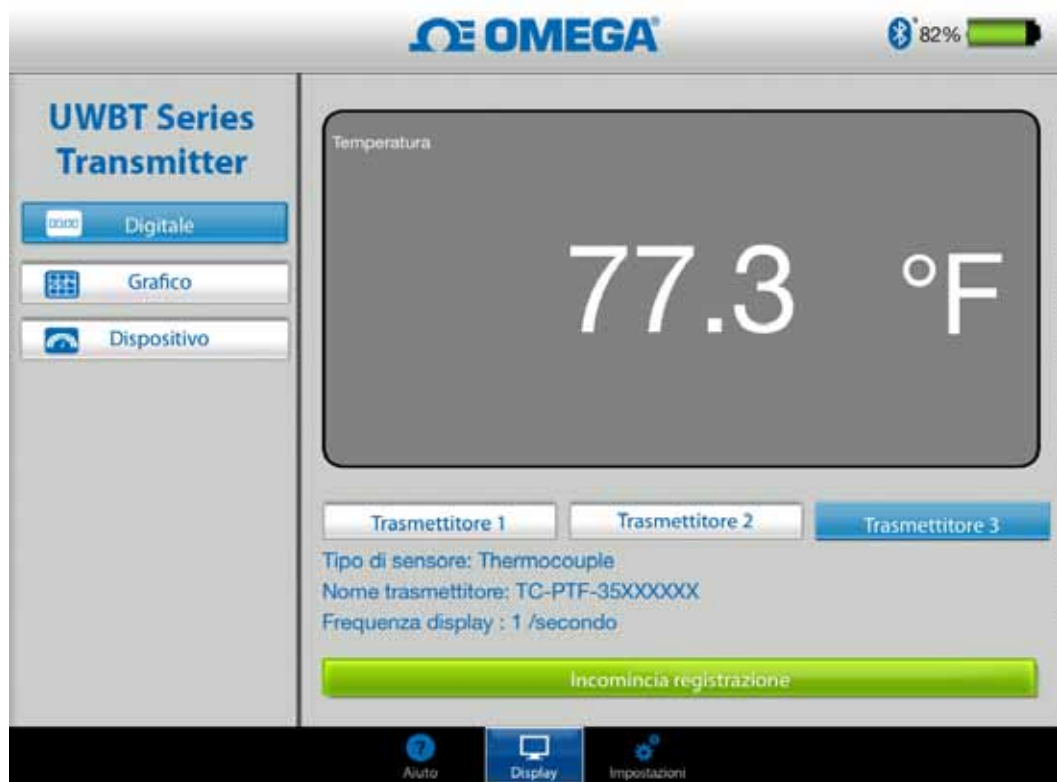 OMEGA
82%
UWBT Series
Transmitter
Digitale
Grafico
Dispositivo
Temperatura
77.3 °F
Trasmettitore 1
Trasmettitore 2
Trasmettitore 3
Tipo di sensore: Thermocouple
Nome trasmettitore: TC-PTF-35XXXXXX
Frequenza display : 1 /secondo
Incomincia registrazione
Aiuto
Display
Impostazioni